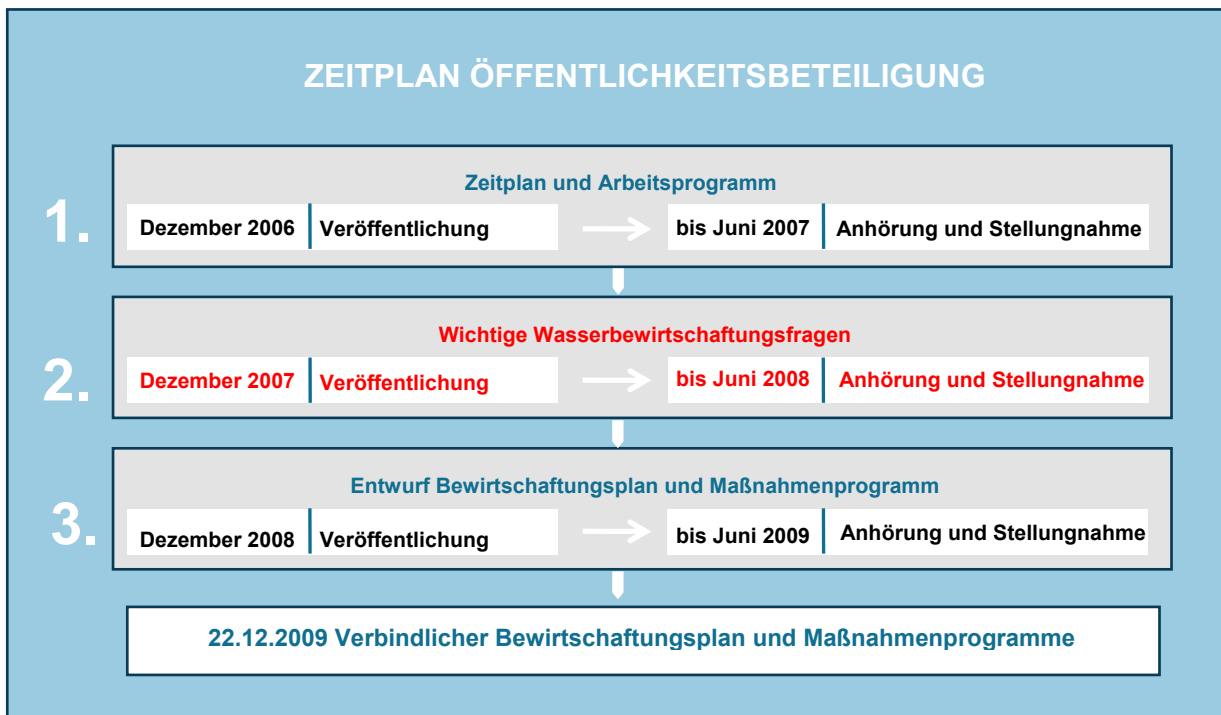 ZEITPLAN ÖFFENTLICHKEITSBETEILIGUNG
1.
Zeitplan und Arbeitsprogramm
Dezember 2006 Veröffentlichung bis Juni 2007 Anhörung und Stellungnahme
2.
Wichtige Wasserbewirtschaftungsfragen
Dezember 2007 Veröffentlichung bis Juni 2008 Anhörung und Stellungnahme
3.
Entwurf Bewirtschaftungsplan und Maßnahmenprogramm
Dezember 2008 Veröffentlichung bis Juni 2009 Anhörung und Stellungnahme
22.12.2009 Verbindlicher Bewirtschaftungsplan und Maßnahmenprogramme